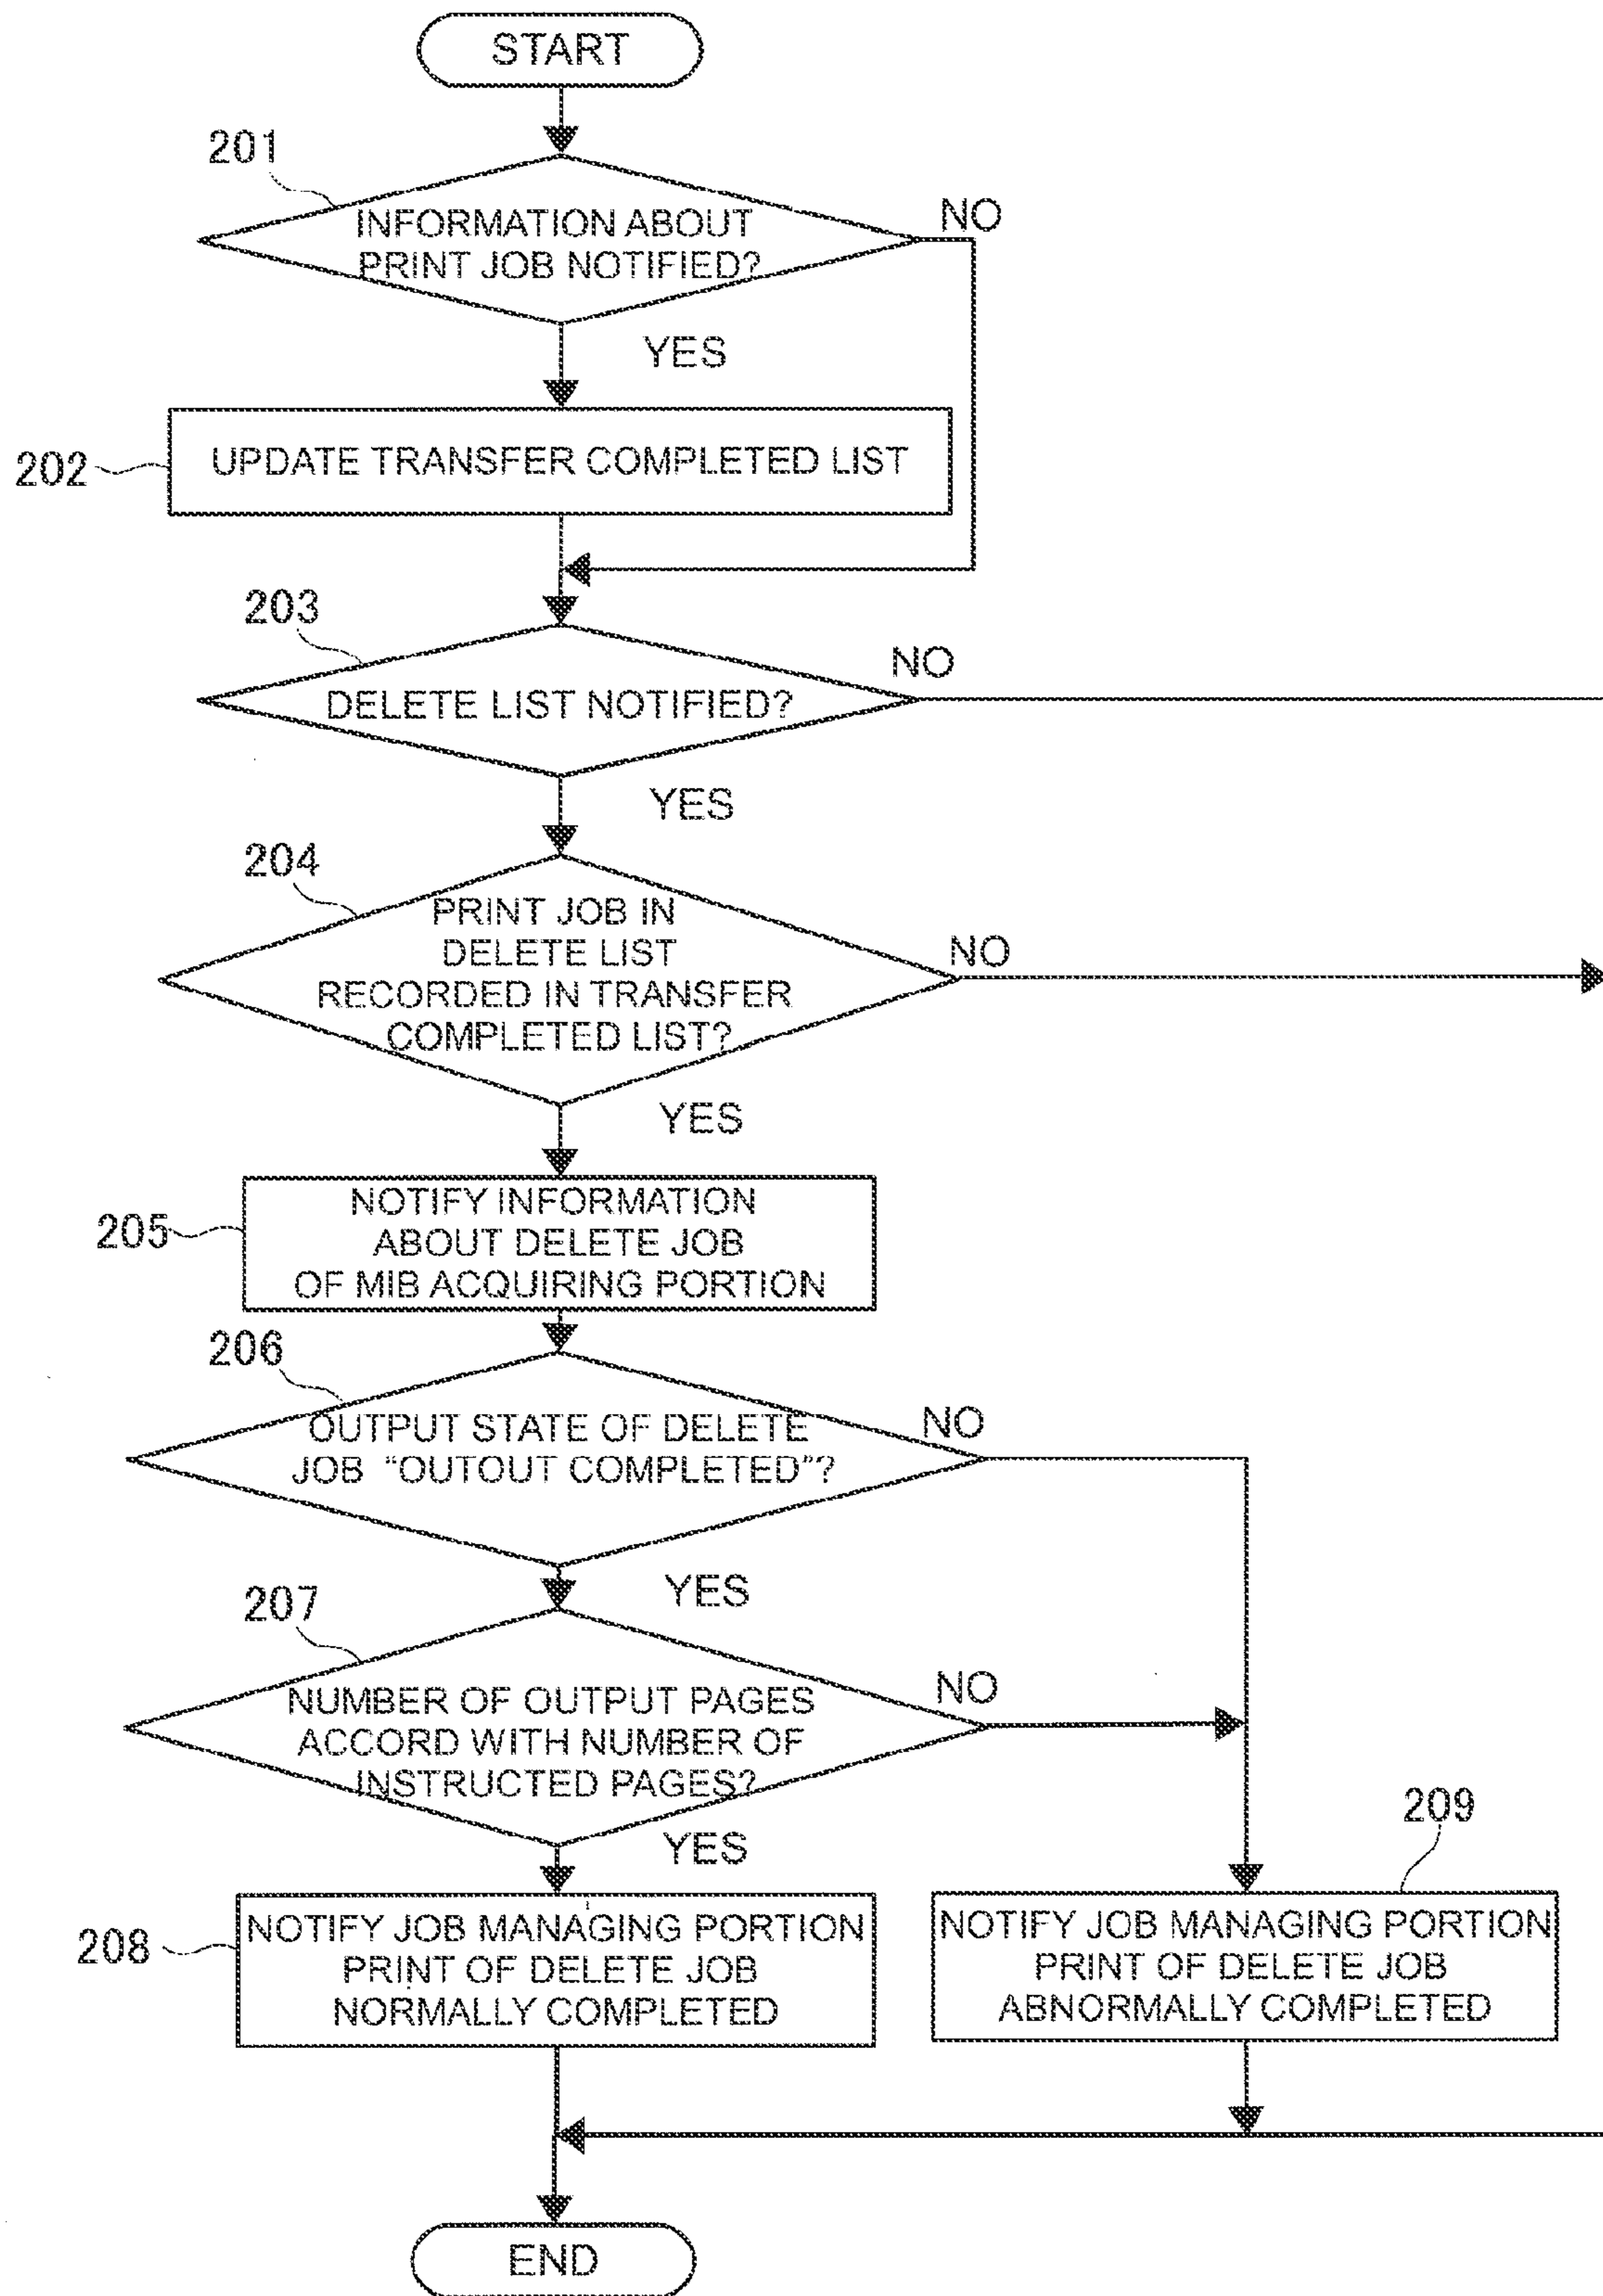 START
201
INFORMATION ABOUT
PRINT JOB NOTIFIED?
NO
YES
202
UPDATE TRANSFER COMPLETED LIST
203
DELETE LIST NOTIFIED?
NO
YES
204
PRINT JOB IN
DELETE LIST
RECORDED IN TRANSFER
COMPLETED LIST?
NO
YES
205
NOTIFY INFORMATION
ABOUT DELETE JOB
OF MIB ACQUIRING PORTION
206
OUTPUT STATE OF DELETE
JOB “OUTOUT COMPLETED”?
NO
YES
207
NUMBER OF OUTPUT PAGES
ACCORD WITH NUMBER OF
INSTRUCTED PAGES?
NO
YES
208
NOTIFY JOB MANAGING PORTION
PRINT OF DELETE JOB
NORMALLY COMPLETED
209
NOTIFY JOB MANAGING PORTION
PRINT OF DELETE JOB
ABNORMALLY COMPLETED
END